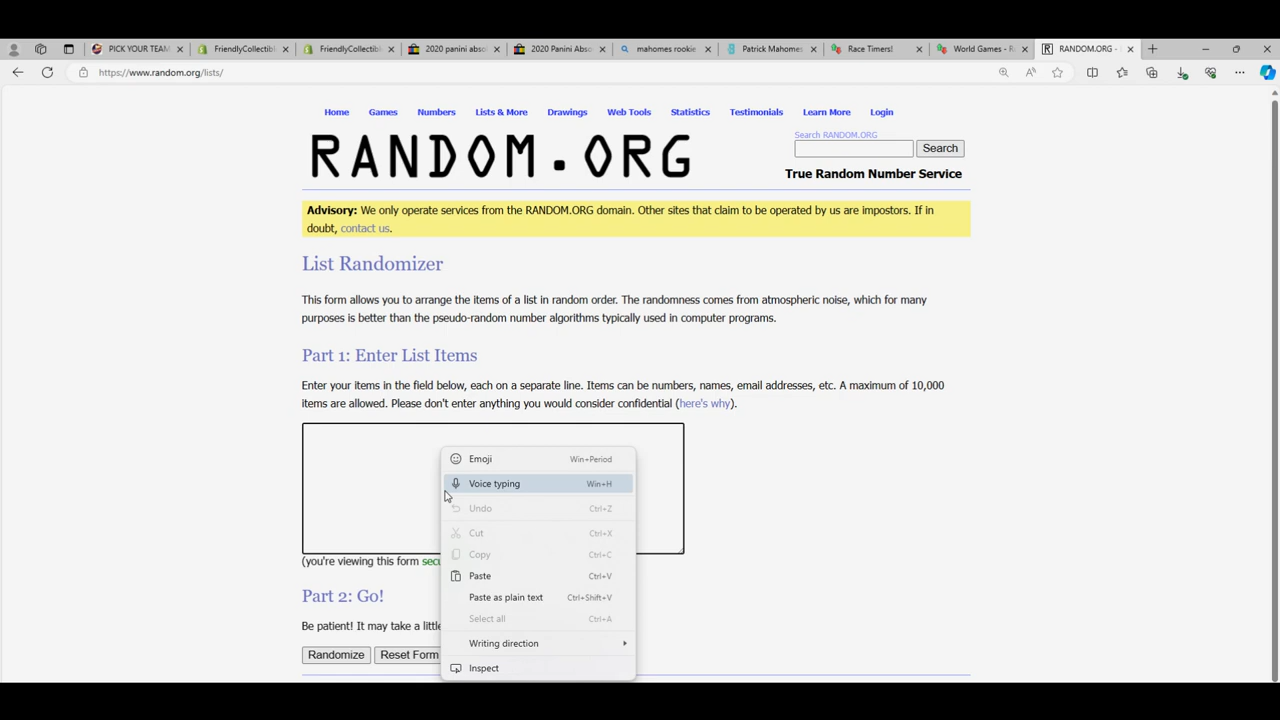 PICK YOUR TEAM
FriendlyCollectib
FriendlyCollectible
2020 panini abso
2020 Panini Abso
mahomes rookie
Patrick Mahomes
Race Timers!
World Games - R
RANDOM.ORG -
https://www.random.org/lists/
Home Games Numbers Lists & More Drawings Web Tools Statistics Testimonials Learn More Login
RANDOM.ORG
Search RANDOM.ORG
Search
True Random Number Service
Advisory: We only operate services from the RANDOM.ORG domain. Other sites that claim to be operated by us are impostors. If in
doubt, contact us.
List Randomizer
This form allows you to arrange the items of a list in random order. The randomness comes from atmospheric noise, which for many
purposes is better than the pseudo-random number algorithms typically used in computer programs.
Part 1: Enter List Items
Enter your items in the field below, each on a separate line. Items can be numbers, names, email addresses, etc. A maximum of 10,000
items are allowed. Please don't enter anything you would consider confidential (here's why).
Emoji Win+Period
Voice typing Win+H
Undo Ctrl+Z
Cut Ctrl+X
Copy Ctrl+C
Paste Ctrl+V
Paste as plain text Ctrl+Shift+V
Select all Ctrl+A
Writing direction
Inspect
(you're viewing this form secu
Part 2: Go!
Be patient! It may take a little
Randomize Reset Form